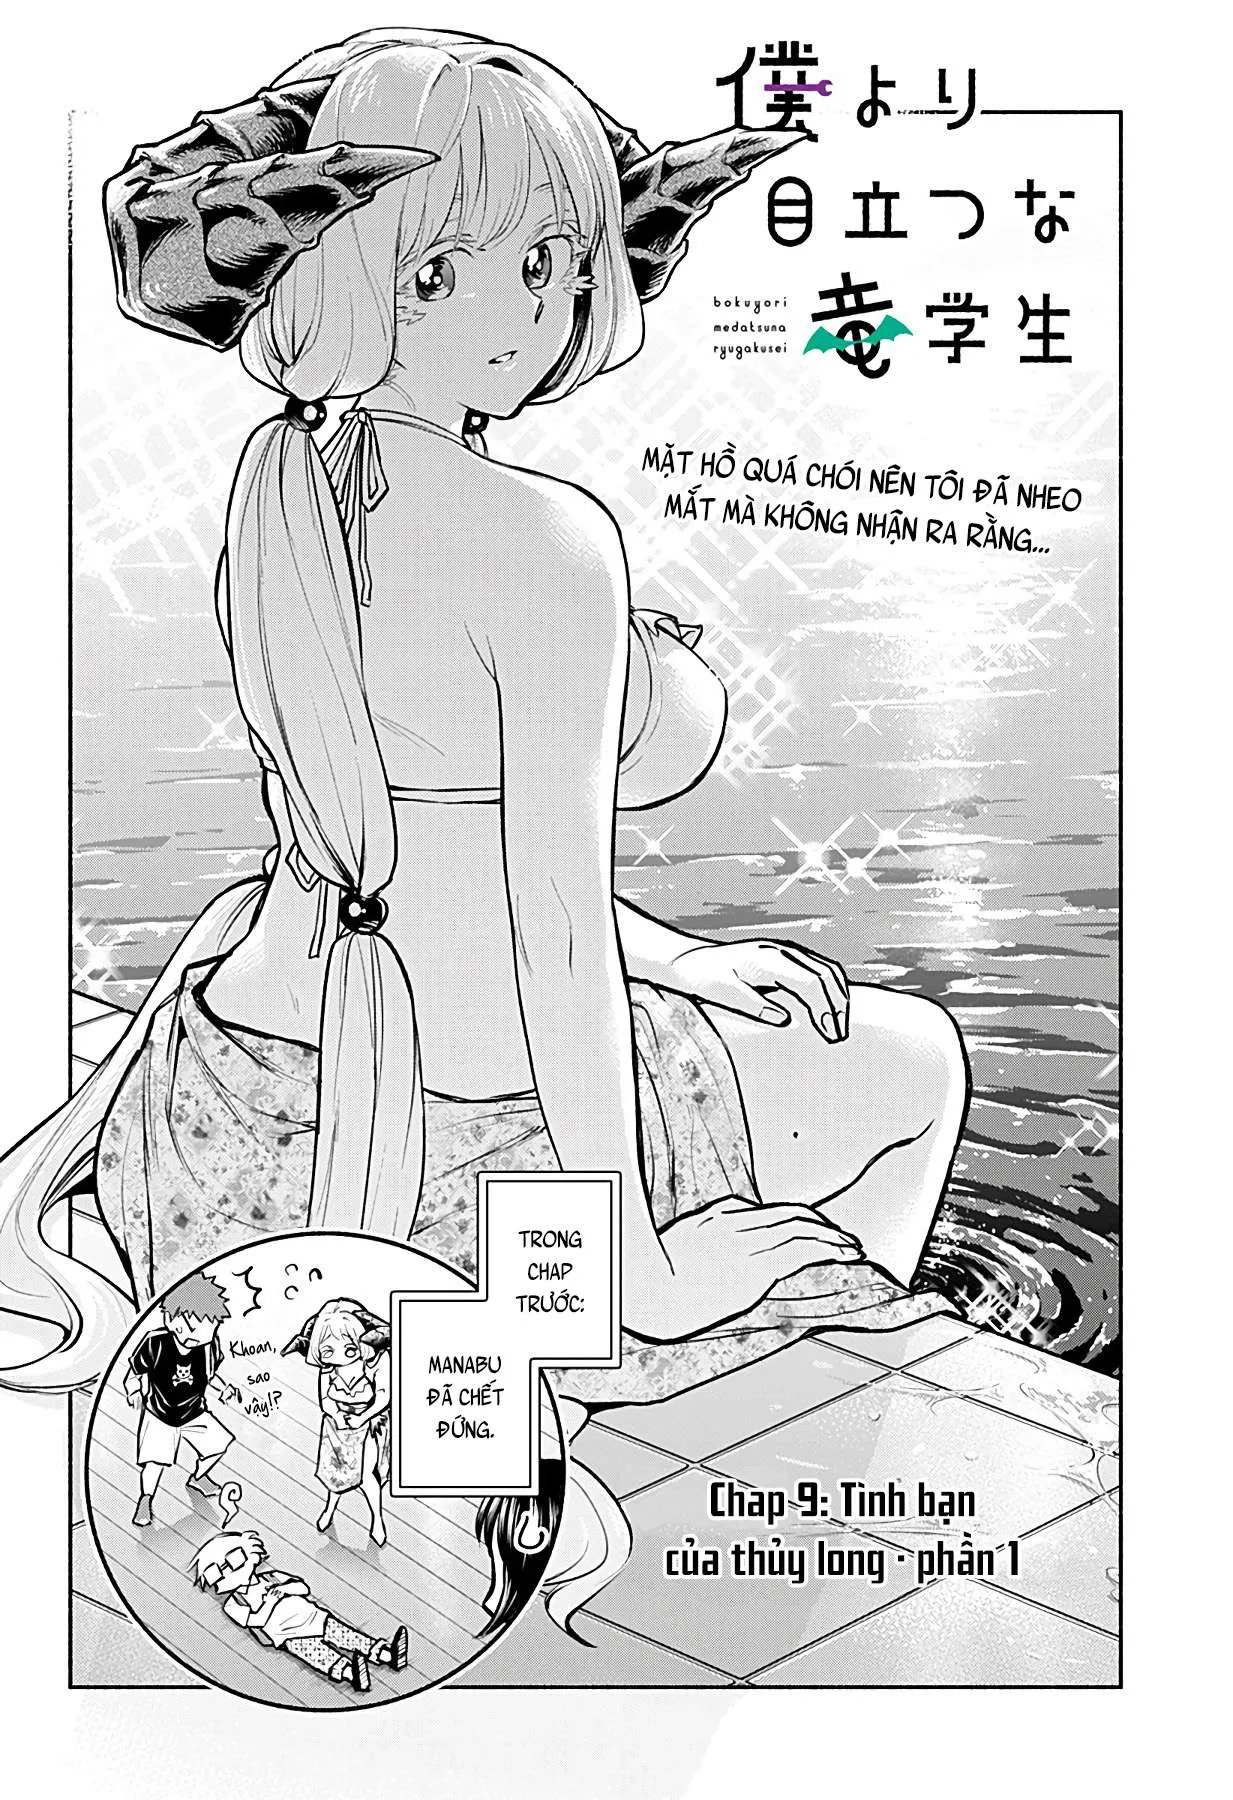 僕より
目立つな
竜学生
bokuyori
medatsuna
ryugakusei
MẶT HỒ QUÁ CHÓI NÊN TÔI ĐÃ NHEO
MẮT MÀ KHÔNG NHẬN RA RẰNG...
TRONG
CHAP
TRƯỚC:
MANABU
ĐÃ CHẾT
ĐỨNG.
Khoan,
sao
vậy!?
Chap 9: Tình bạn
của thủy long · phần 1